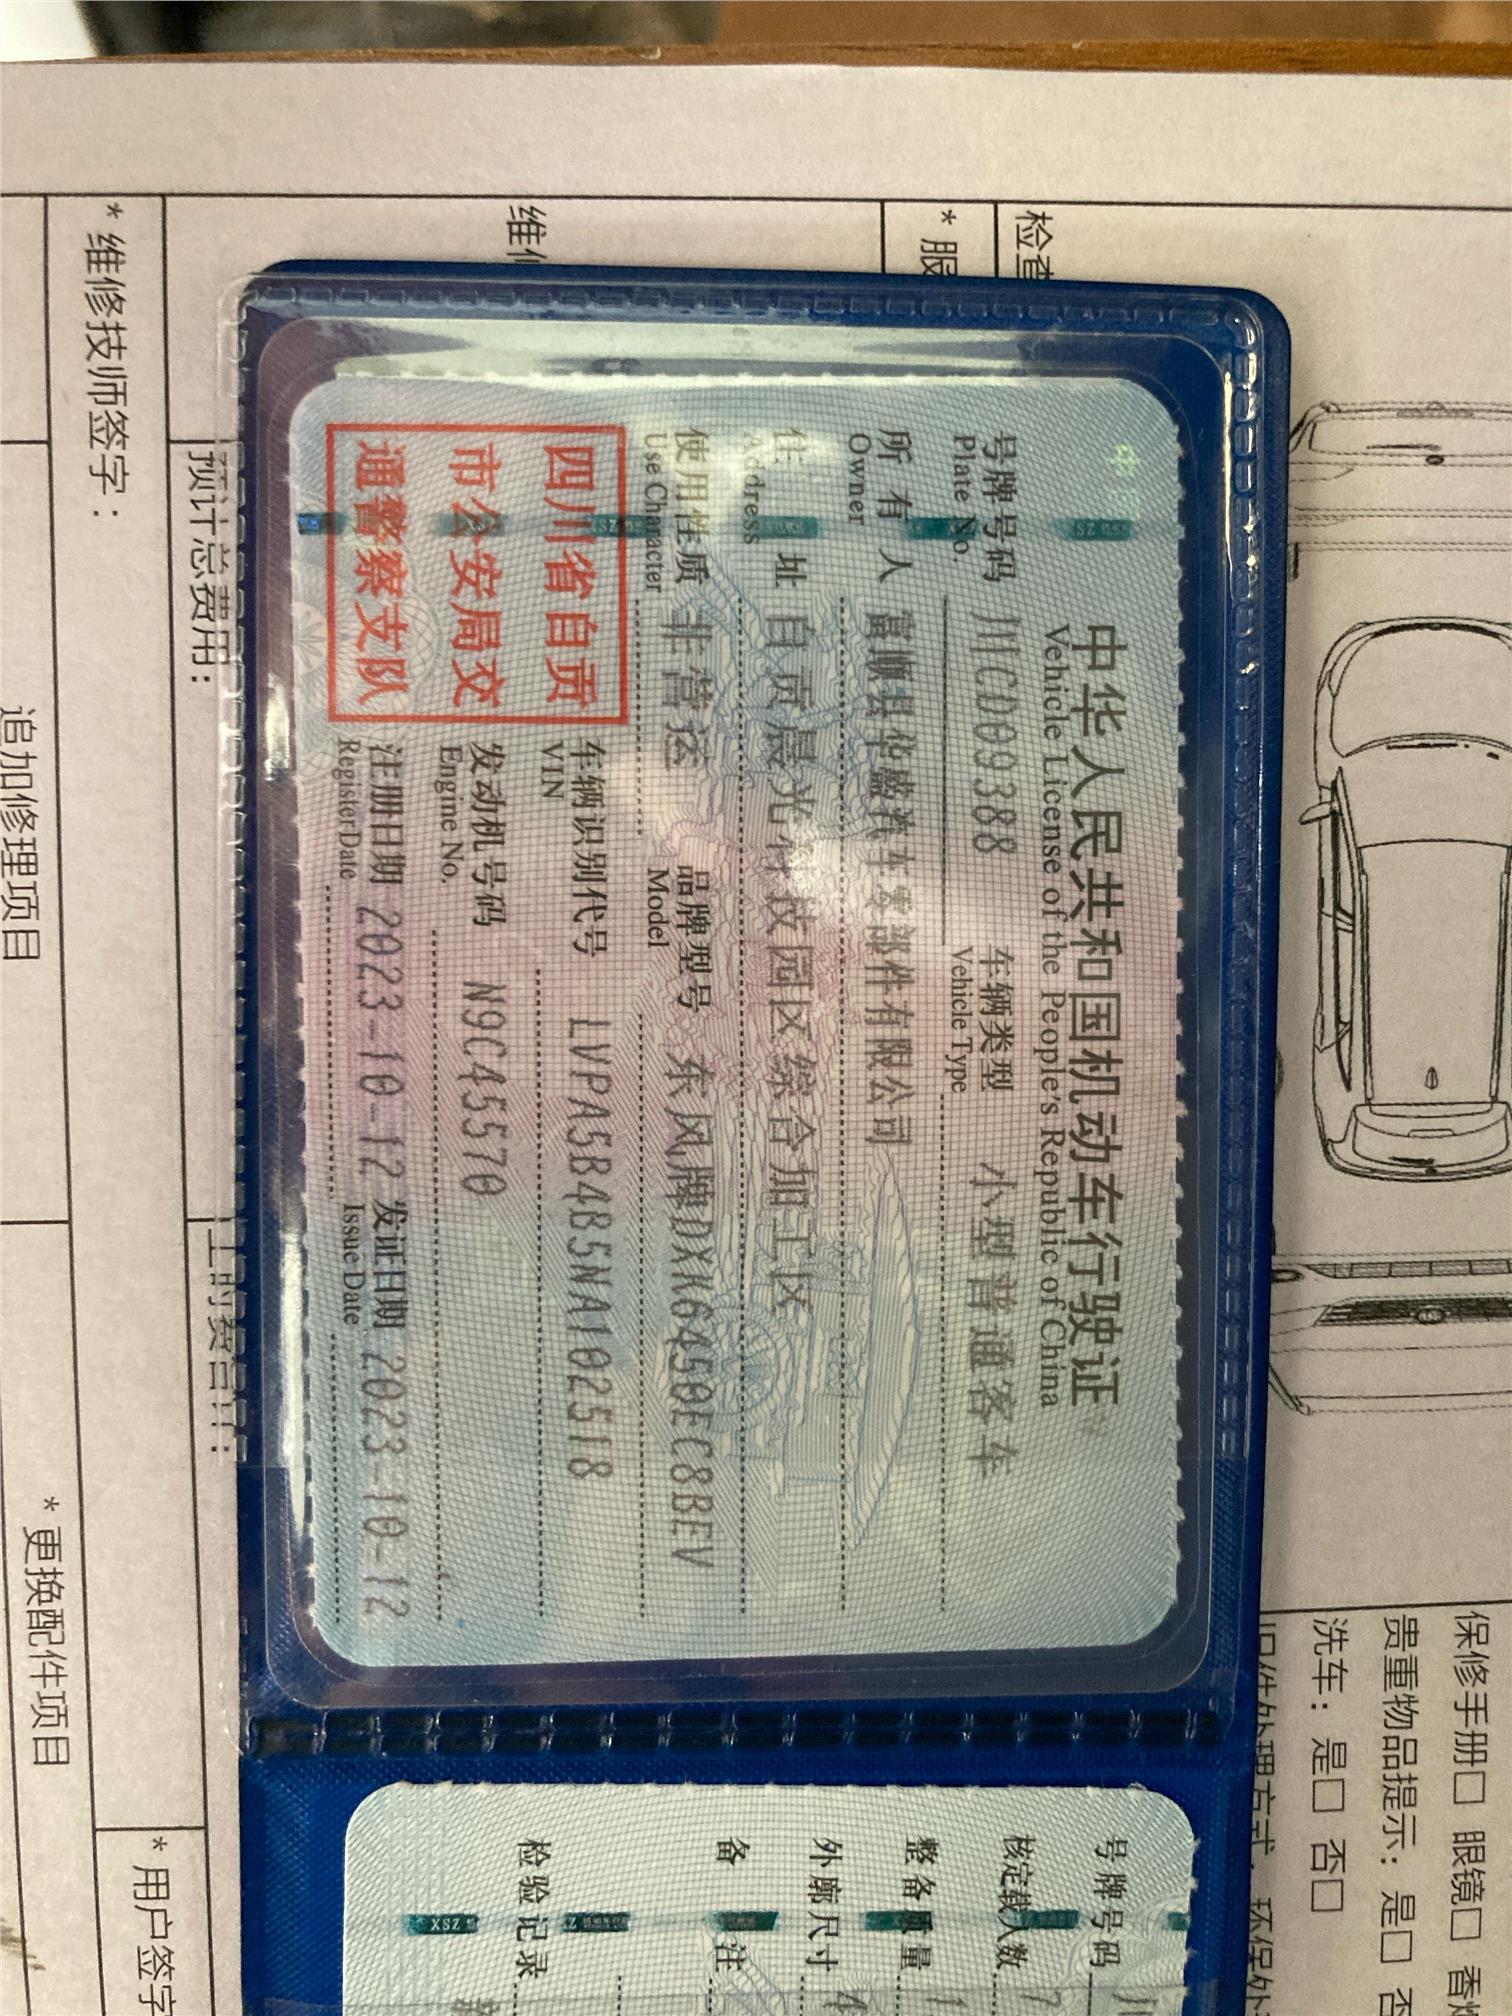 中华人民共和国机动车行驶证
Vehicle License of the People's Republic of China
号牌号码 川CD09388 车辆类型 小型普通客车
Plate No. Vehicle Type
所有人 富顺县华盛汽车零部件有限公司
Owner
住址 自贡晨光科技园区综合加工区
Address
使用性质 非营运 品牌型号 东风牌DXK6450EC8BEV
Use Character Model
四川省自贡
市公安局交
通警察支队
车辆识别代号 LVPA5B4B5NA102518
VIN
发动机号码 N9C45570
Engine No.
注册日期 2023-10-12 发证日期 2023-10-12
Register Date Issue Date
号牌号码
核定载人数 7
整备质量
外廓尺寸
备注
检验记录
保修手册□ 眼镜□
贵重物品提示：是□ 否
洗车：是□ 否□
检查
*服
预计总费用：
*维修技师签字：
追加修理项目
*更换配件项目
*用户签字